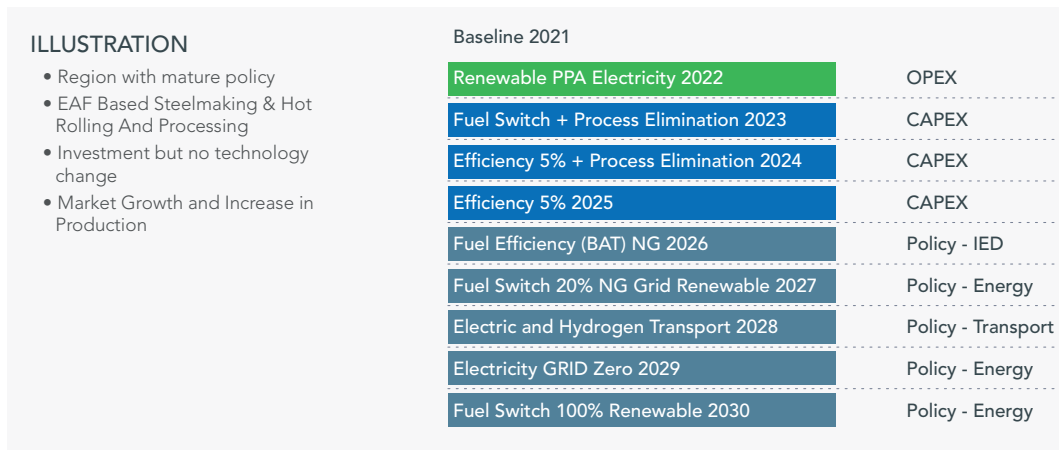 ILLUSTRATION
• Region with mature policy
• EAF Based Steelmaking & Hot
Rolling And Processing
• Investment but no technology
change
• Market Growth and Increase in
Production
Baseline 2021
Renewable PPA Electricity 2022 OPEX
Fuel Switch + Process Elimination 2023 CAPEX
Efficiency 5% + Process Elimination 2024 CAPEX
Efficiency 5% 2025 CAPEX
Fuel Efficiency (BAT) NG 2026 Policy - IED
Fuel Switch 20% NG Grid Renewable 2027 Policy - Energy
Electric and Hydrogen Transport 2028 Policy - Transport
Electricity GRID Zero 2029 Policy - Energy
Fuel Switch 100% Renewable 2030 Policy - Energy